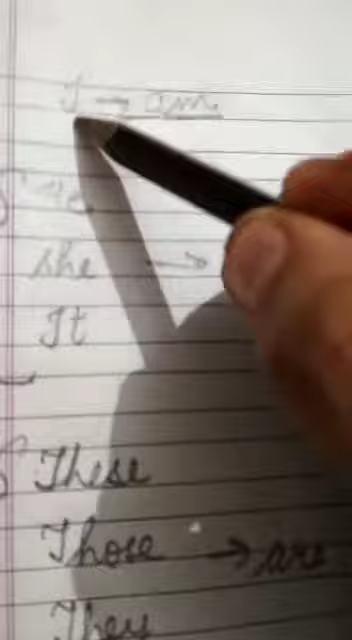 I → am
He
She →
It
These
Those → are
They